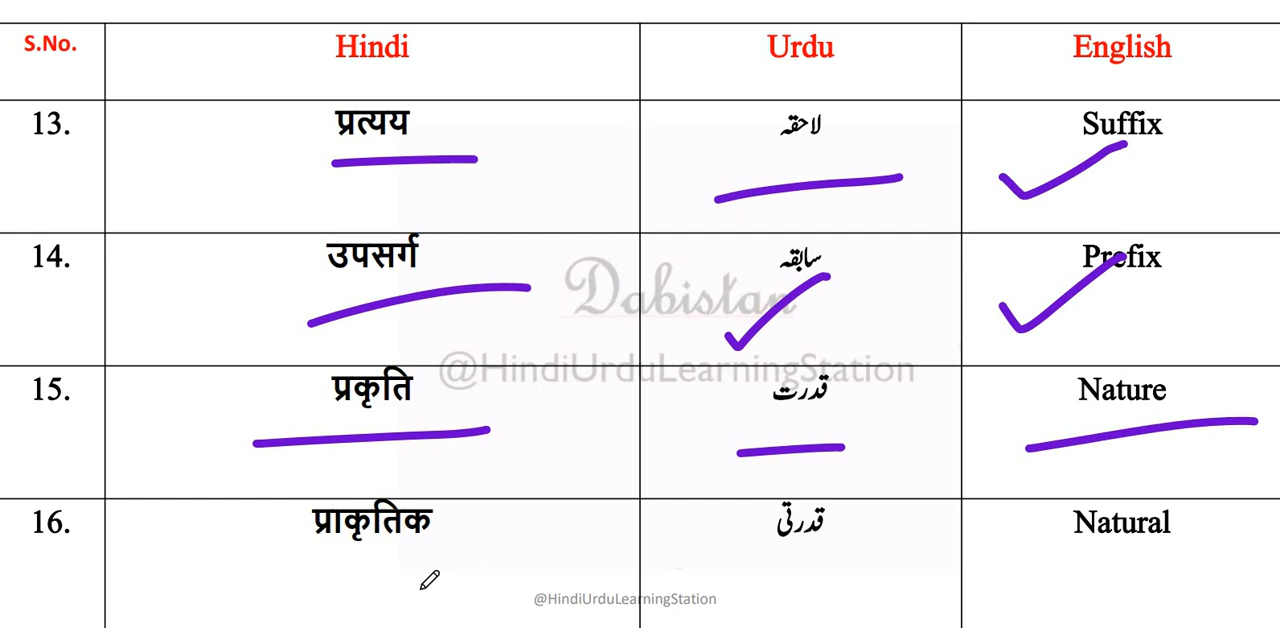 S.No. Hindi Urdu English
13. प्रत्यय لاحقہ Suffix
14. उपसर्ग سابقہ Prefix
Dabistan
@HindiUrduLearningStation
15. प्रकृति قدرت Nature
16. प्राकृतिक قدرتی Natural
@HindiUrduLearningStation